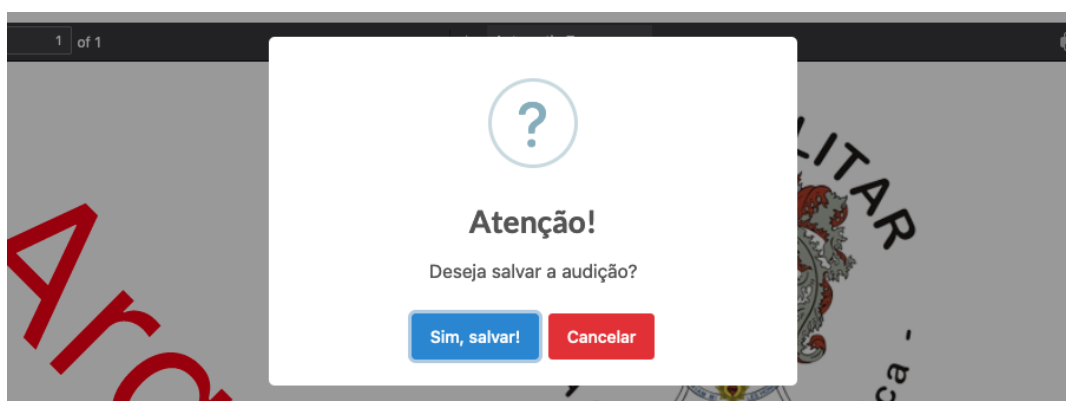 1 of 1
Atenção!
Deseja salvar a audição?
Sim, salvar!
Cancelar